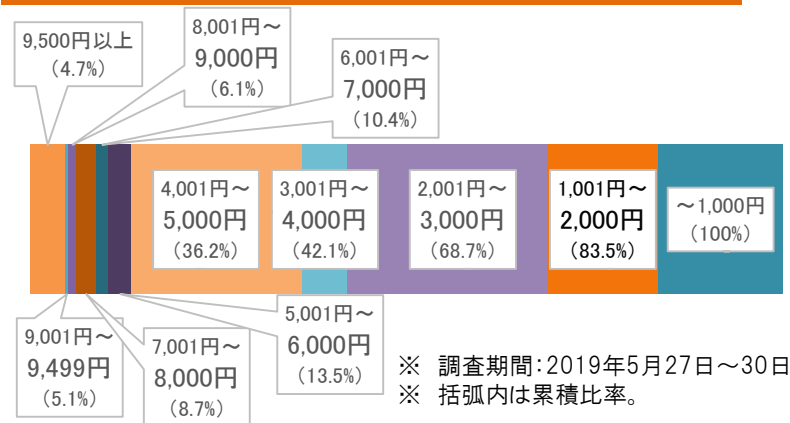 9,500円以上
（4.7%）
8,001円～
9,000円
（6.1%）
6,001円～
7,000円
（10.4%）
4,001円～
5,000円
（36.2%）
3,001円～
4,000円
（42.1%）
2,001円～
3,000円
（68.7%）
1,001円～
2,000円
（83.5%）
～1,000円
（100%）
9,001円～
9,499円
（5.1%）
7,001円～
8,000円
（8.7%）
5,001円～
6,000円
（13.5%）
※ 調査期間：2019年5月27日～30日
※ 括弧内は累積比率。